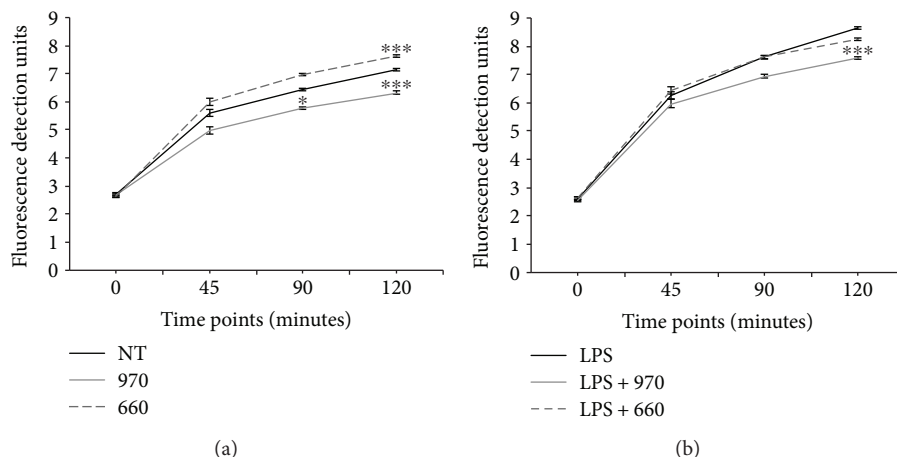 Fluorescence detection units
9
8
7
6
5
4
3
2
1
0
***
***
*
0 45 90 120
Time points (minutes)
NT
970
660
(a)
Fluorescence detection units
9
8
7
6
5
4
3
2
1
0
***
0 45 90 120
Time points (minutes)
LPS
LPS + 970
LPS + 660
(b)